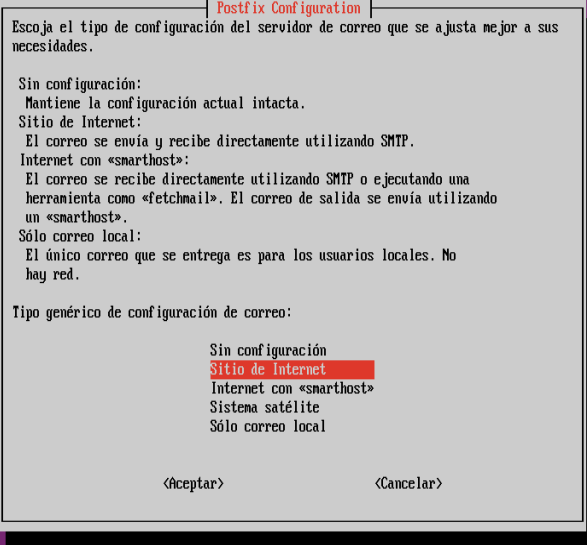 Postfix Configuration
Escoja el tipo de configuración del servidor de correo que se ajusta mejor a sus
necesidades.
Sin configuración:
Mantiene la configuración actual intacta.
Sitio de Internet:
El correo se envía y recibe directamente utilizando SMTP.
Internet con «smarthost»:
El correo se recibe directamente utilizando SMTP o ejecutando una
herramienta como «fetchmail». El correo de salida se envía utilizando
un «smarthost».
Sólo correo local:
El único correo que se entrega es para los usuarios locales. No
hay red.
Tipo genérico de configuración de correo:
Sin configuración
Sitio de Internet
Internet con «smarthost»
Sistema satélite
Sólo correo local
<Aceptar> <Cancelar>